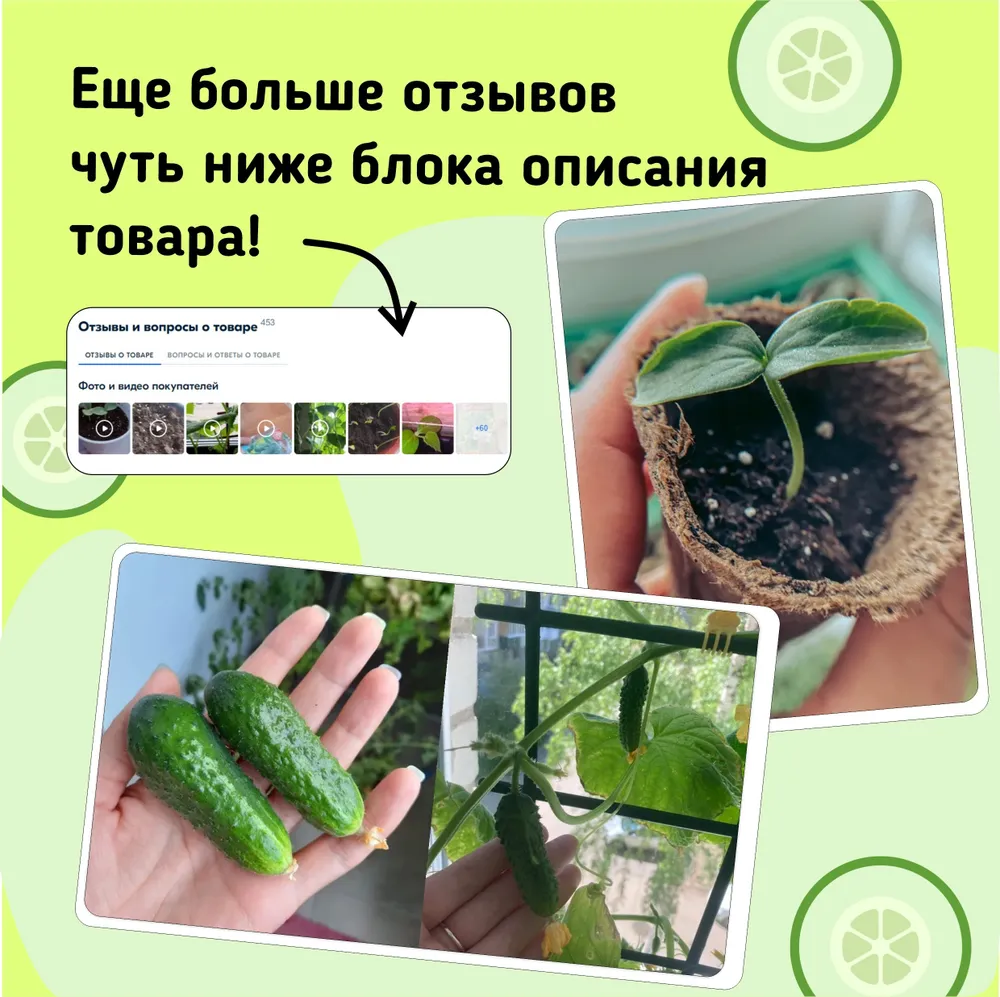 Еще больше отзывов
чуть ниже блока описания
товара!
Отзывы и вопросы о товаре 453
ОТЗЫВЫ О ТОВАРЕ ВОПРОСЫ И ОТВЕТЫ О ТОВАРЕ
Фото и видео покупателей
+60